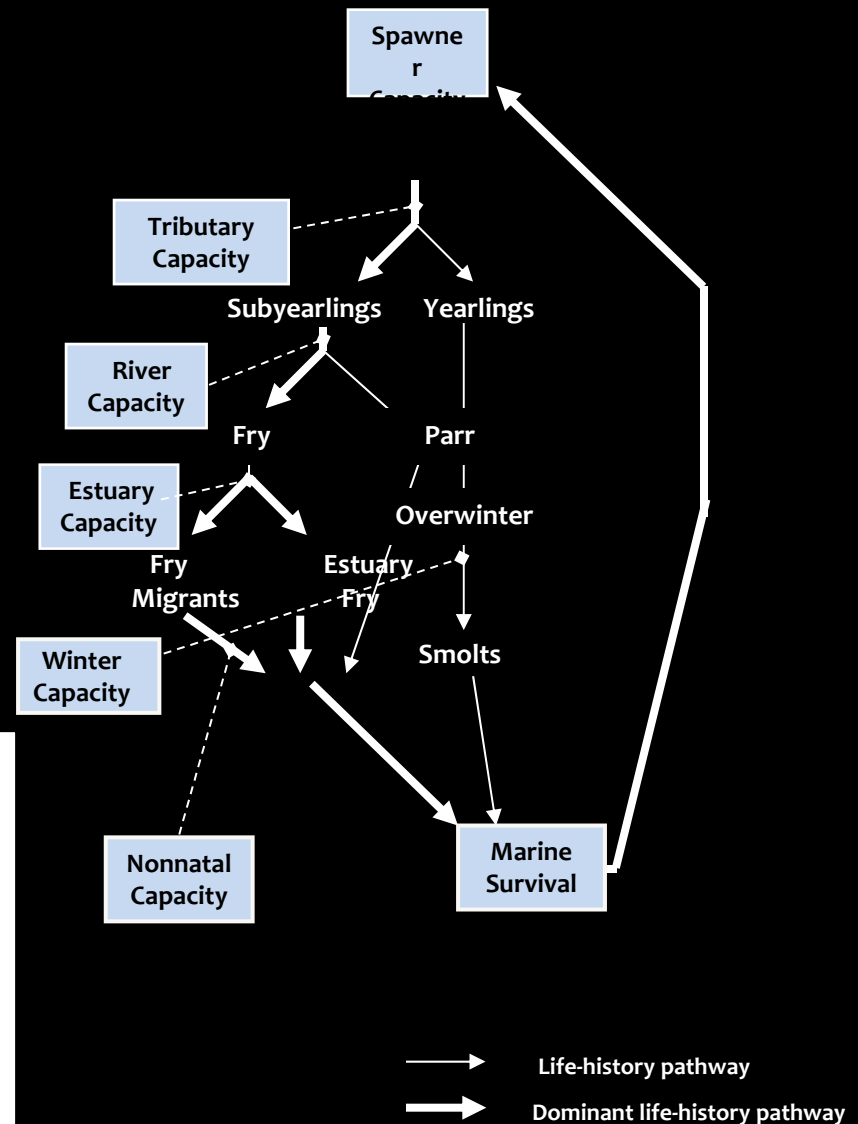 Spawne
r
Capacity
Tributary
Capacity
Subyearlings
Yearlings
River
Capacity
Fry
Parr
Estuary
Capacity
Overwinter
Fry
Migrants
Estuary
Fry
Winter
Capacity
Smolts
Nonnatal
Capacity
Marine
Survival
Life-history pathway
Dominant life-history pathway